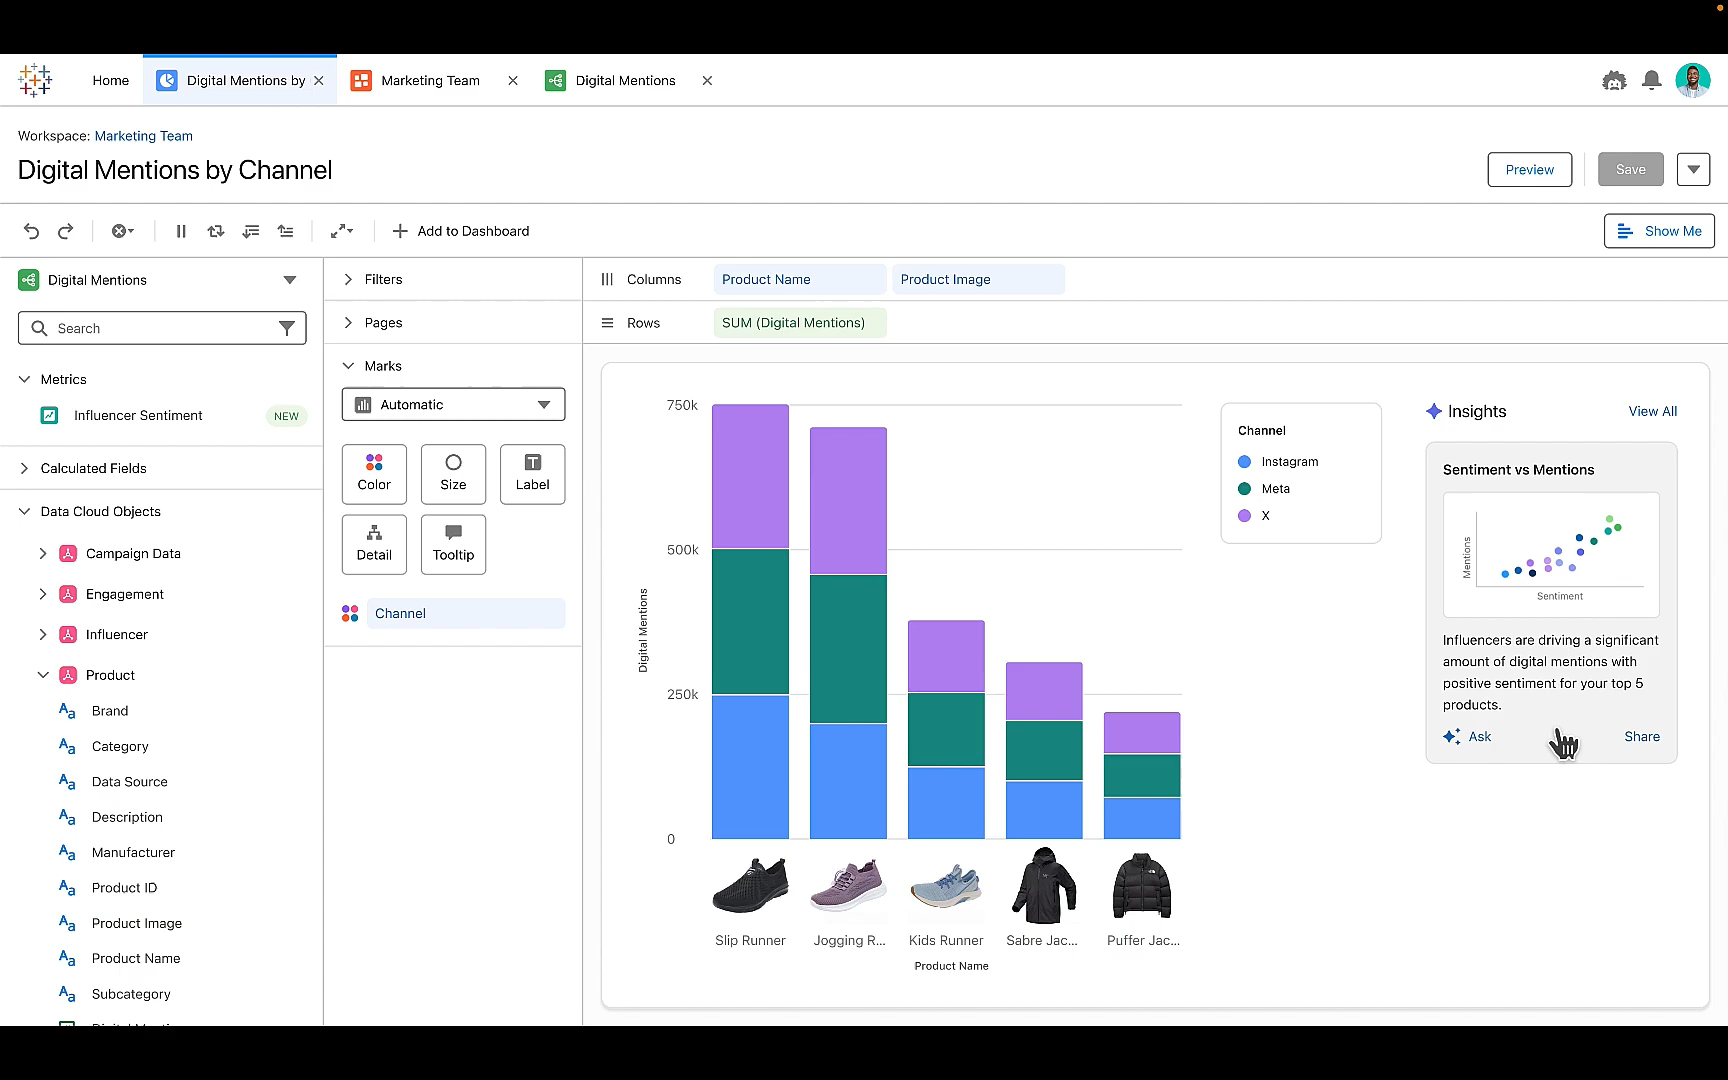 Home
Digital Mentions by
Marketing Team
Digital Mentions
Workspace: Marketing Team
Digital Mentions by Channel
Preview
Save
Add to Dashboard
Show Me
Digital Mentions
Search
Metrics
Influencer Sentiment
NEW
Calculated Fields
Data Cloud Objects
Campaign Data
Engagement
Influencer
Product
Brand
Category
Data Source
Description
Manufacturer
Product ID
Product Image
Product Name
Subcategory
Filters
Pages
Marks
Automatic
Color
Size
Label
Detail
Tooltip
Channel
Columns
Product Name
Product Image
Rows
SUM (Digital Mentions)
750k
500k
250k
0
Digital Mentions
Slip Runner
Jogging R...
Kids Runner
Sabre Jac...
Puffer Jac...
Product Name
Channel
Instagram
Meta
X
Insights
View All
Sentiment vs Mentions
Mentions
Sentiment
Influencers are driving a significant
amount of digital mentions with
positive sentiment for your top 5
products.
Ask
Share